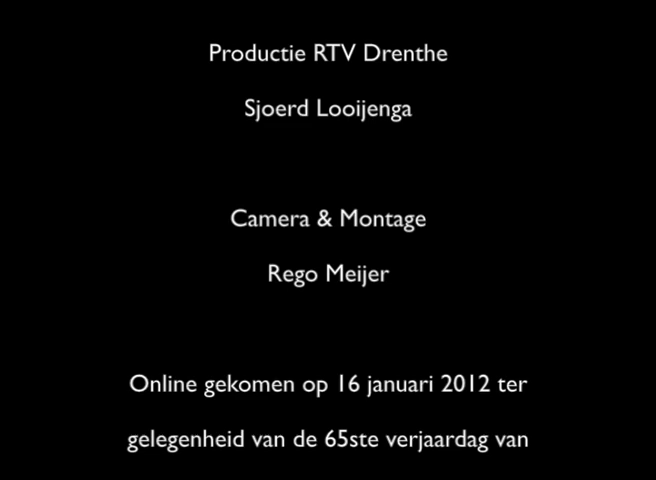 Productie RTV Drenthe
Sjoerd Looijenga
Camera & Montage
Rego Meijer
Online gekomen op 16 januari 2012 ter
gelegenheid van de 65ste verjaardag van